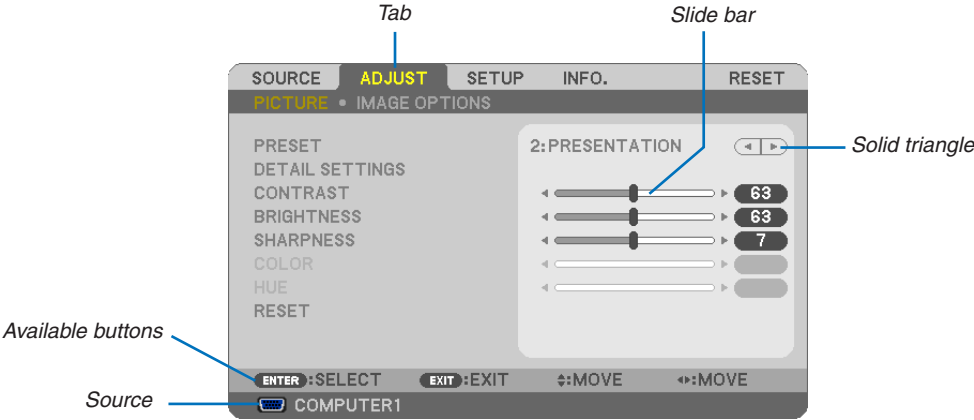 Tab
Slide bar
SOURCE ADJUST SETUP INFO. RESET
PICTURE • IMAGE OPTIONS
PRESET 2:PRESENTATION
Solid triangle
DETAIL SETTINGS
CONTRAST 63
BRIGHTNESS 63
SHARPNESS 7
COLOR
HUE
RESET
Available buttons
ENTER :SELECT EXIT :EXIT :MOVE :MOVE
Source
COMPUTER1